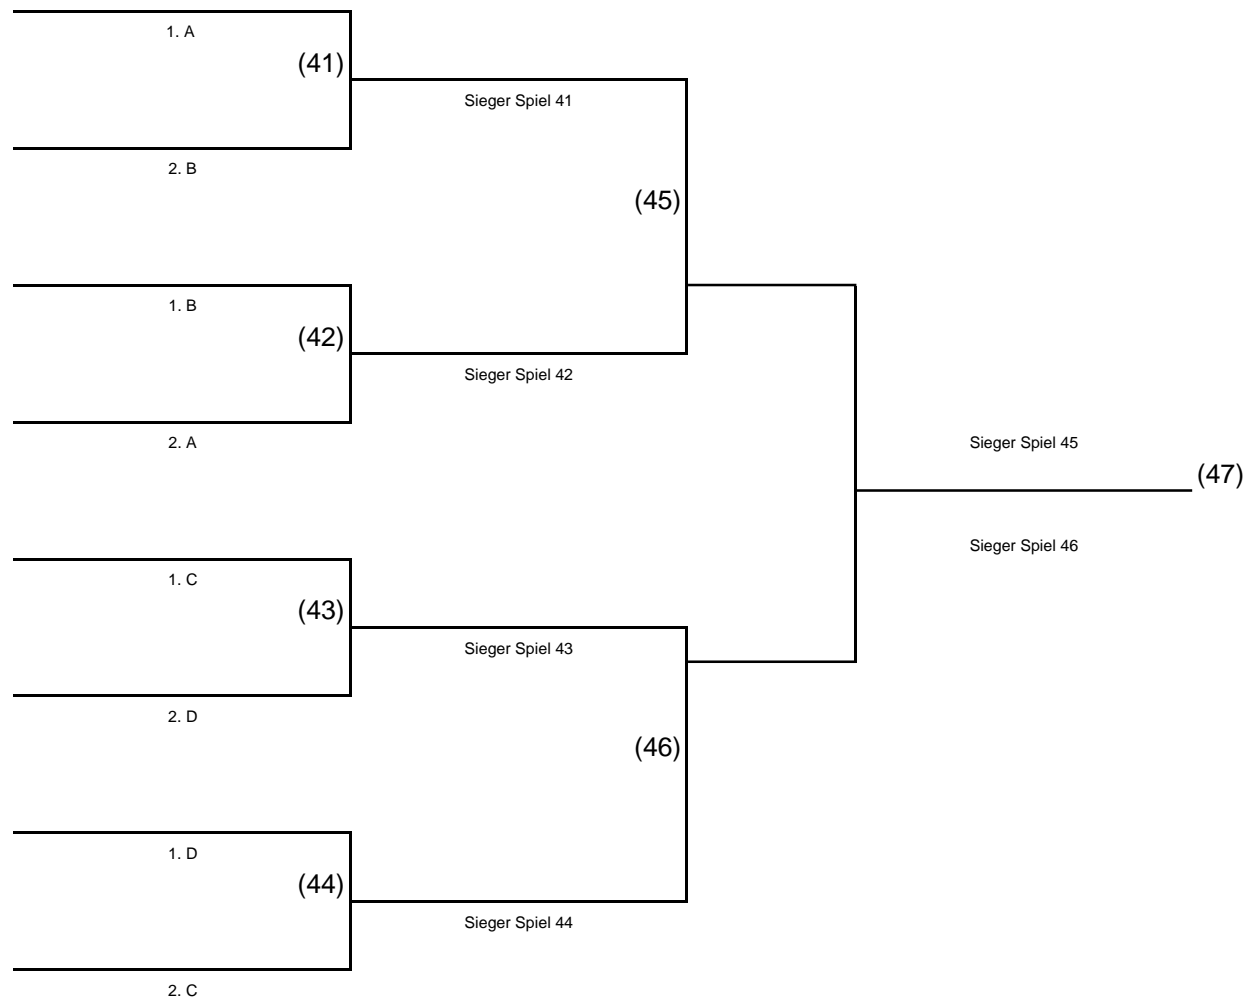 1. A
(41)
Sieger Spiel 41
2. B
(45)
1. B
(42)
Sieger Spiel 42
2. A
Sieger Spiel 45
(47)
Sieger Spiel 46
1. C
(43)
Sieger Spiel 43
2. D
(46)
1. D
(44)
Sieger Spiel 44
2. C